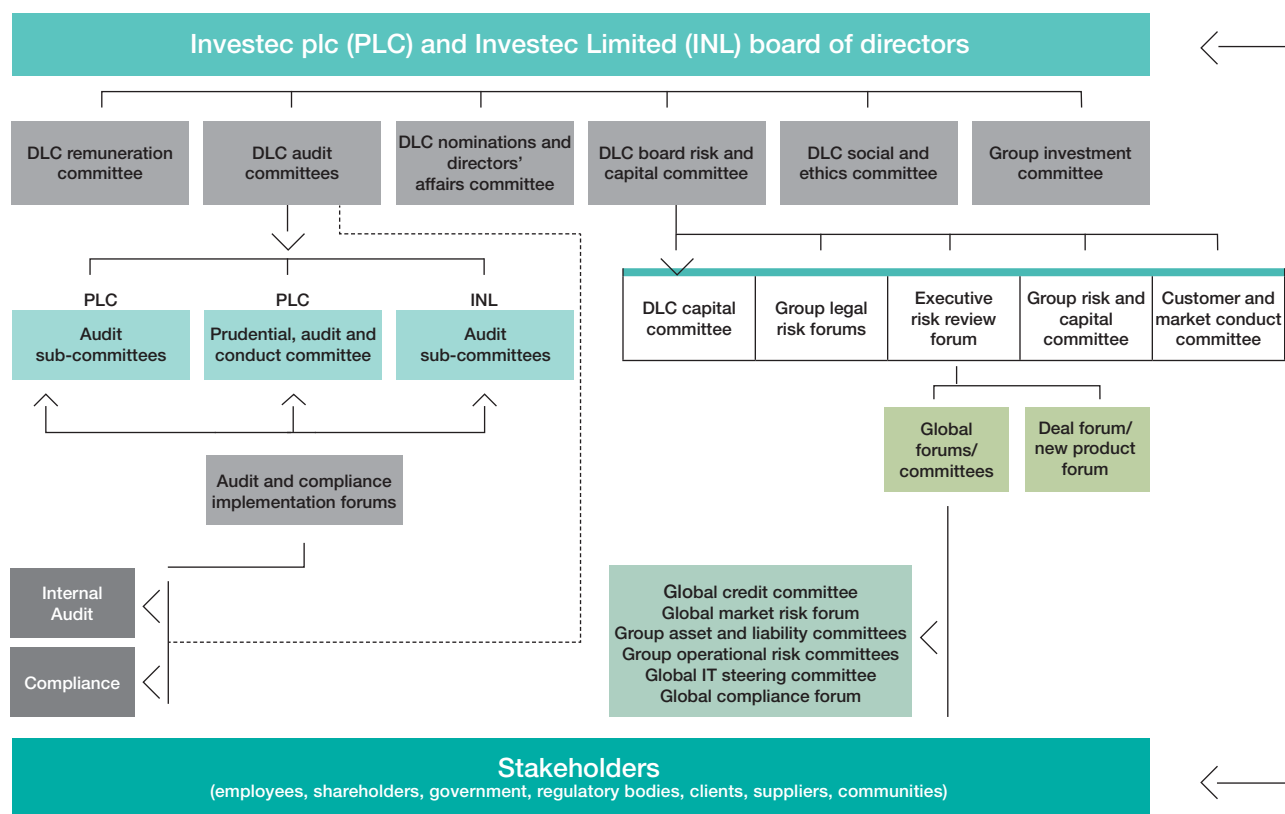 Investec plc (PLC) and Investec Limited (INL) board of directors
DLC remuneration
committee
DLC audit
committees
DLC nominations and
directors’
affairs committee
DLC board risk and
capital committee
DLC social and
ethics committee
Group investment
committee
PLC
Audit
sub-committees
PLC
Prudential, audit and
conduct committee
INL
Audit
sub-committees
DLC capital
committee
Group legal
risk forums
Executive
risk review
forum
Group risk and
capital
committee
Customer and
market conduct
committee
Global
forums/
committees
Deal forum/
new product
forum
Audit and compliance
implementation forums
Internal
Audit
Compliance
Global credit committee
Global market risk forum
Group asset and liability committees
Group operational risk committees
Global IT steering committee
Global compliance forum
Stakeholders
(employees, shareholders, government, regulatory bodies, clients, suppliers, communities)